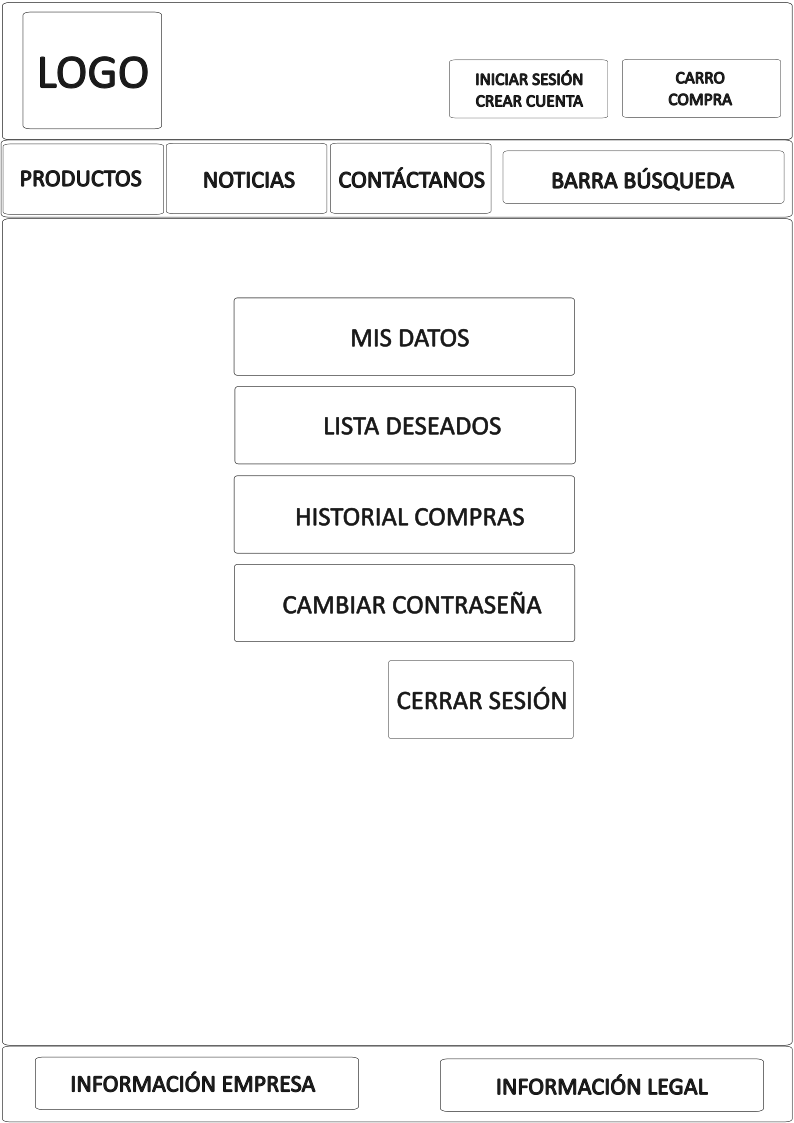 LOGO
INICIAR SESIÓN
CREAR CUENTA
CARRO
COMPRA
PRODUCTOS
NOTICIAS
CONTÁCTANOS
BARRA BÚSQUEDA
MIS DATOS
LISTA DESEADOS
HISTORIAL COMPRAS
CAMBIAR CONTRASEÑA
CERRAR SESIÓN
INFORMACIÓN EMPRESA
INFORMACIÓN LEGAL